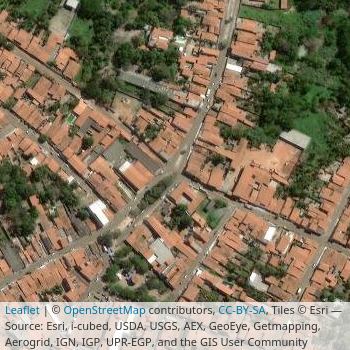 Leaflet | © OpenStreetMap contributors, CC-BY-SA, Tiles © Esri —
Source: Esri, i-cubed, USDA, USGS, AEX, GeoEye, Getmapping,
Aerogrid, IGN, IGP, UPR-EGP, and the GIS User Community